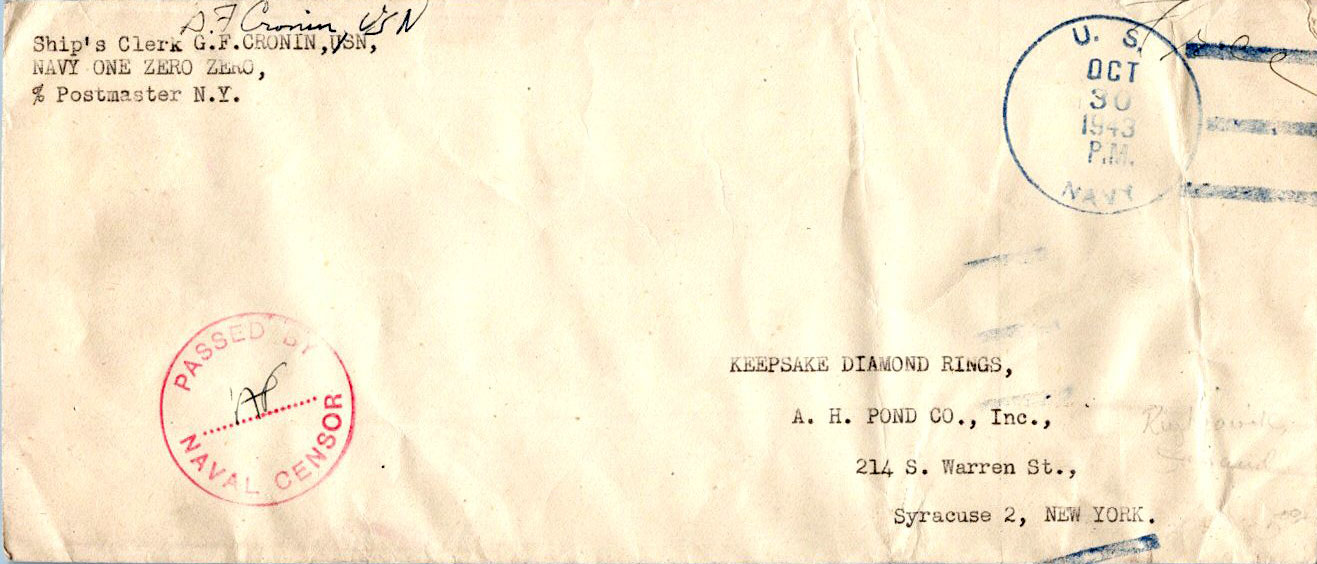 G F Cronin, USN
Ship's Clerk G.F.CRONIN,USN,
NAVY ONE ZERO ZERO,
% Postmaster N.Y.
Free
U. S.
OCT
30
1943
P.M.
NAVY
PASSED BY
NAVAL CENSOR
KEEPSAKE DIAMOND RINGS,
A. H. POND CO., Inc.,
214 S. Warren St.,
Syracuse 2, NEW YORK.